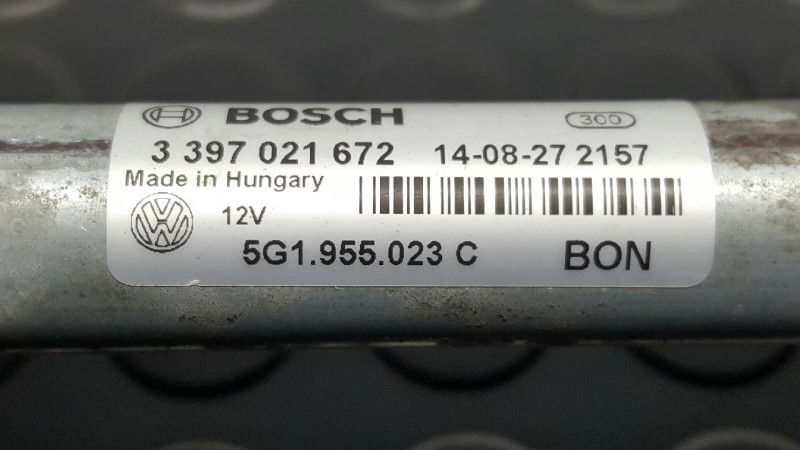 BOSCH 300
3 397 021 672 14-08-27 2157
Made in Hungary
12V
5G1.955.023 C BON